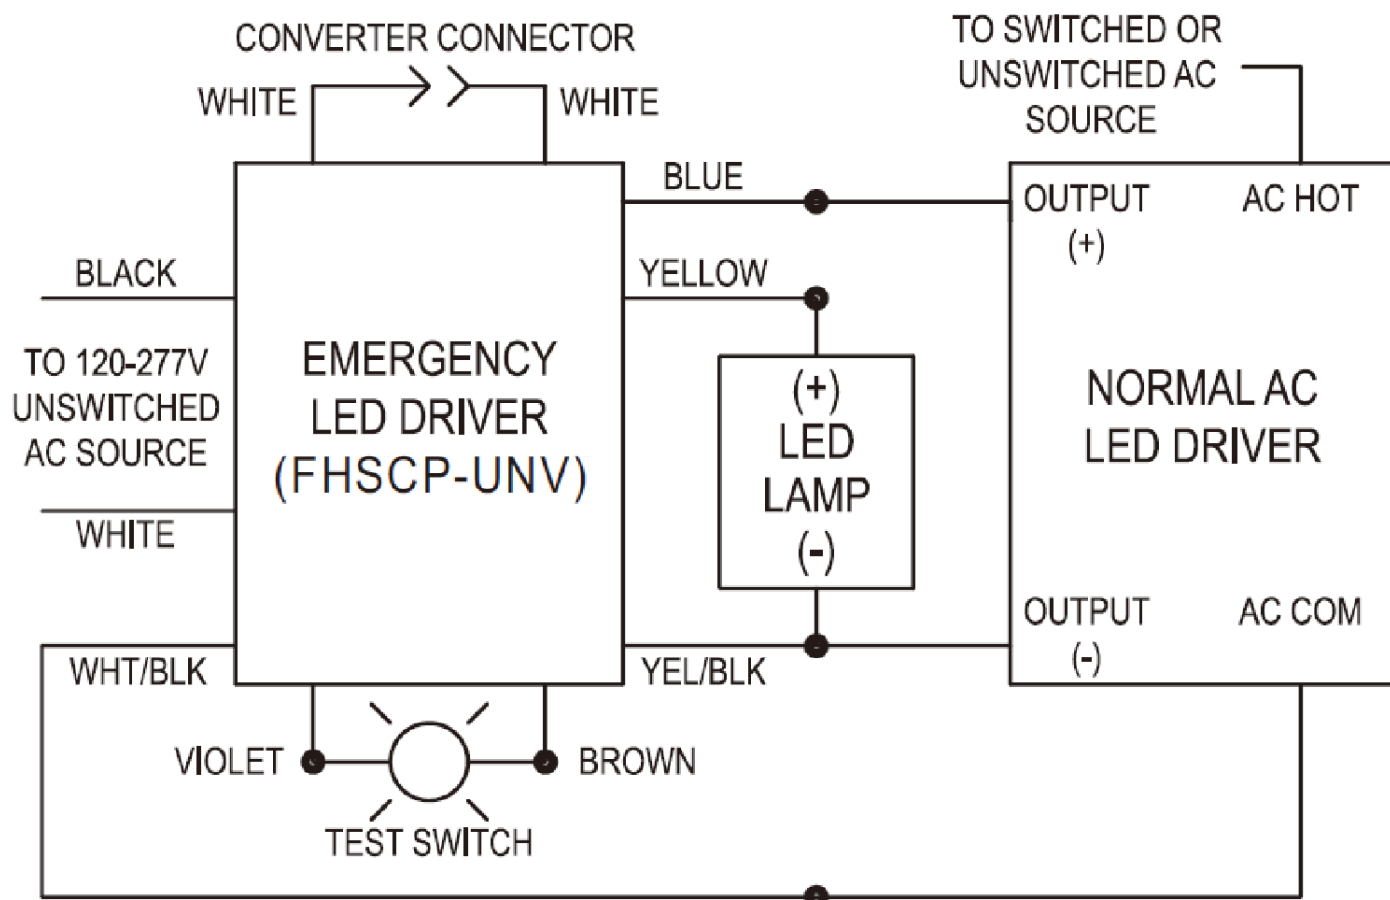 CONVERTER CONNECTOR
WHITE
WHITE
TO SWITCHED OR
UNSWITCHED AC
SOURCE
BLUE
OUTPUT
(+)
AC HOT
BLACK
YELLOW
TO 120-277V
UNSWITCHED
AC SOURCE
EMERGENCY
LED DRIVER
(FHSCP-UNV)
(+)
LED
LAMP
(-)
NORMAL AC
LED DRIVER
WHITE
OUTPUT
(-)
AC COM
WHT/BLK
YEL/BLK
VIOLET
BROWN
TEST SWITCH